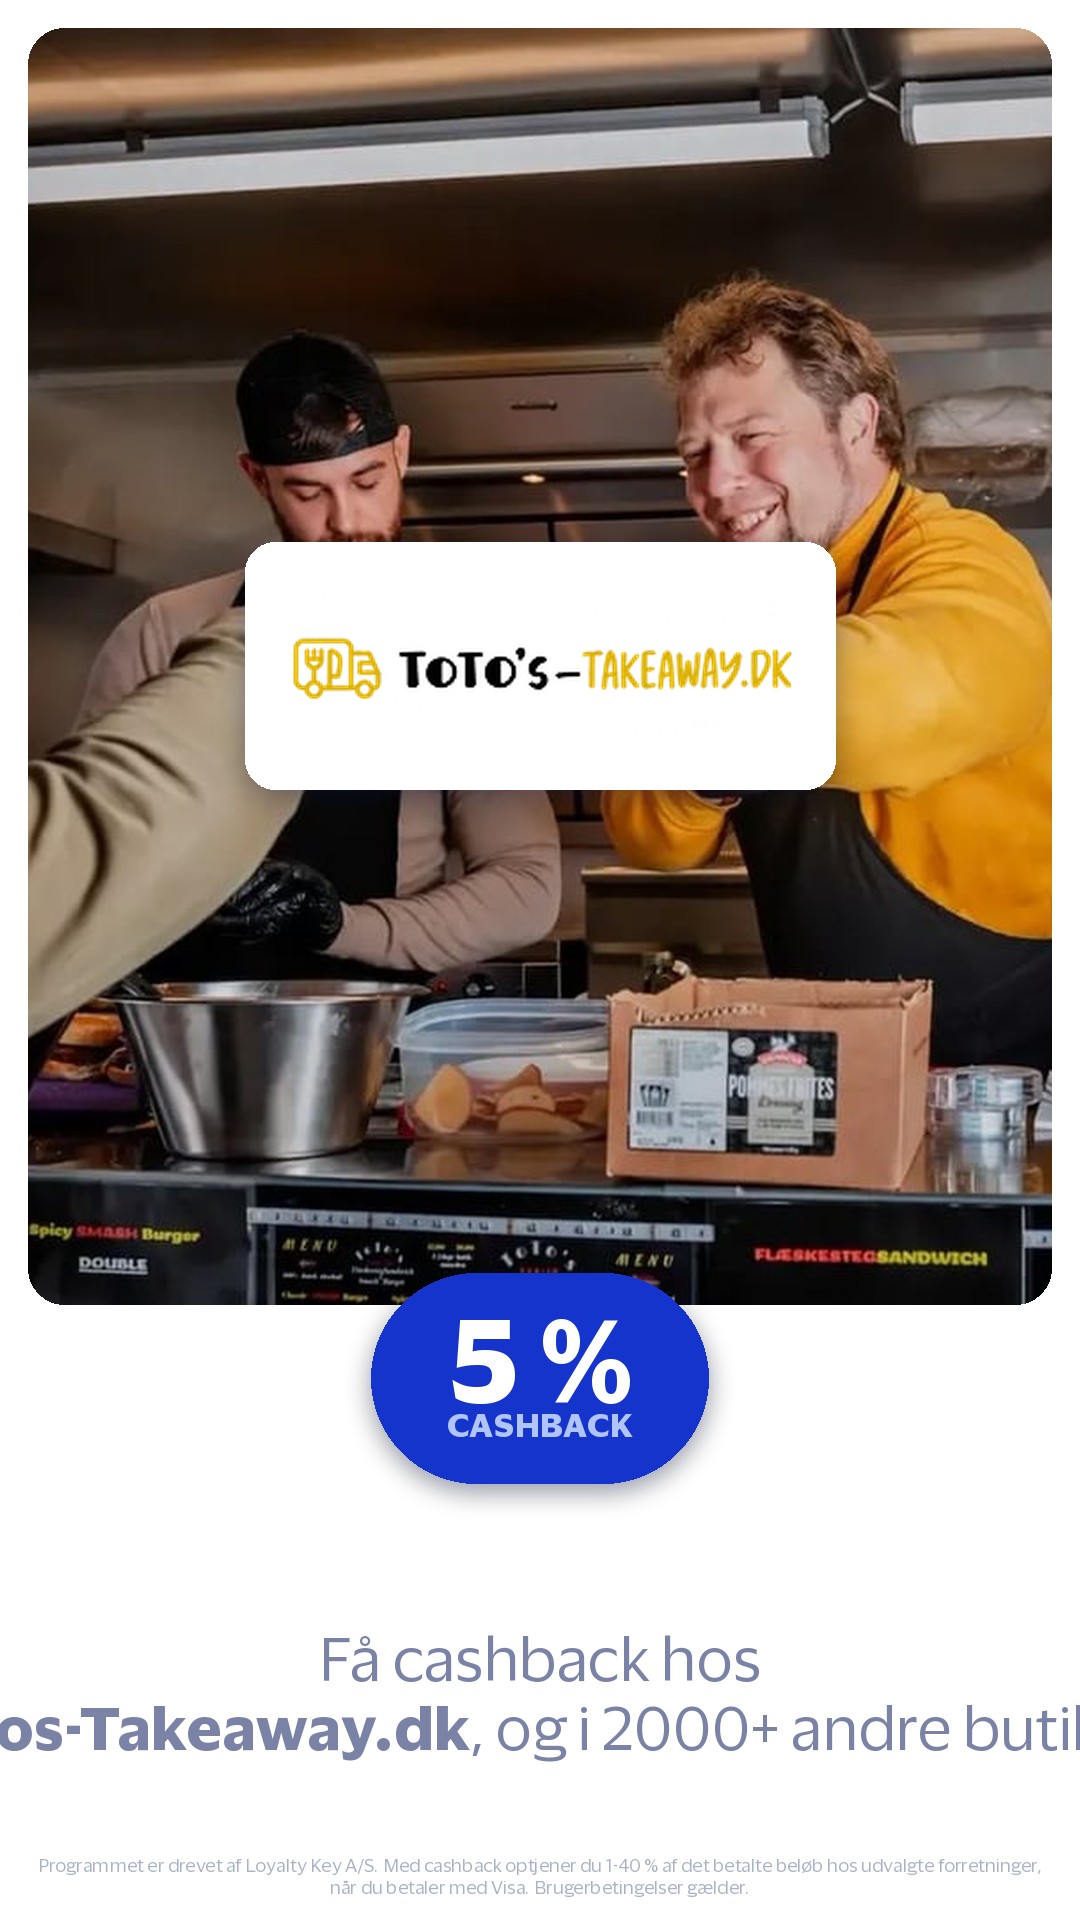 TOTO'S-TAKEAWAY.DK
POMMES FRITES
Spicy SMASH Burger
DOUBLE
MENU
Toto's
MENU
FLÆSKESTEGSANDWICH
5 %
CASHBACK
Få cashback hos
os-Takeaway.dk, og i 2000+ andre butik
Programmet er drevet af Loyalty Key A/S. Med cashback optjener du 1-40 % af det betalte beløb hos udvalgte forretninger,
når du betaler med Visa. Brugerbetingelser gælder.